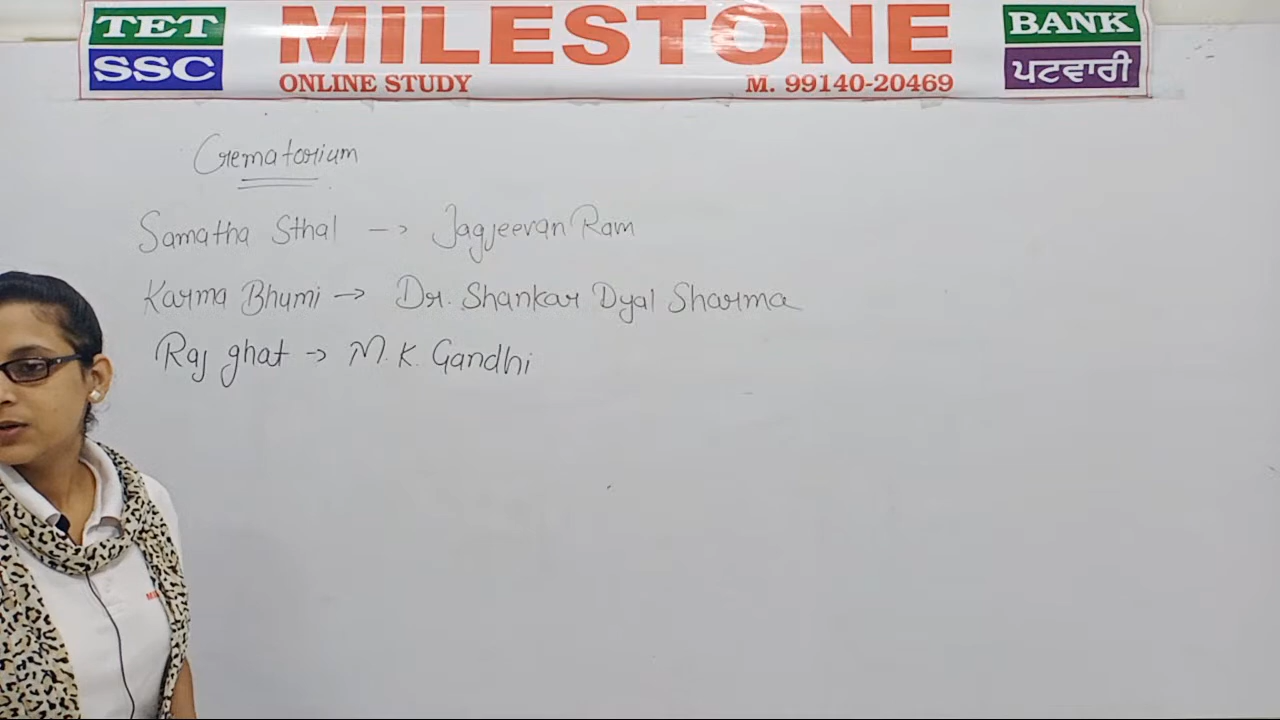 TET
SSC
MILESTONE
ONLINE STUDY M. 99140-20469
BANK
ਪਟਵਾਰੀ
Crematorium
Samatha Sthal -> Jagjeevan Ram
Karma Bhumi -> Dr. Shankar Dyal Sharma
Raj ghat -> M. K. Gandhi